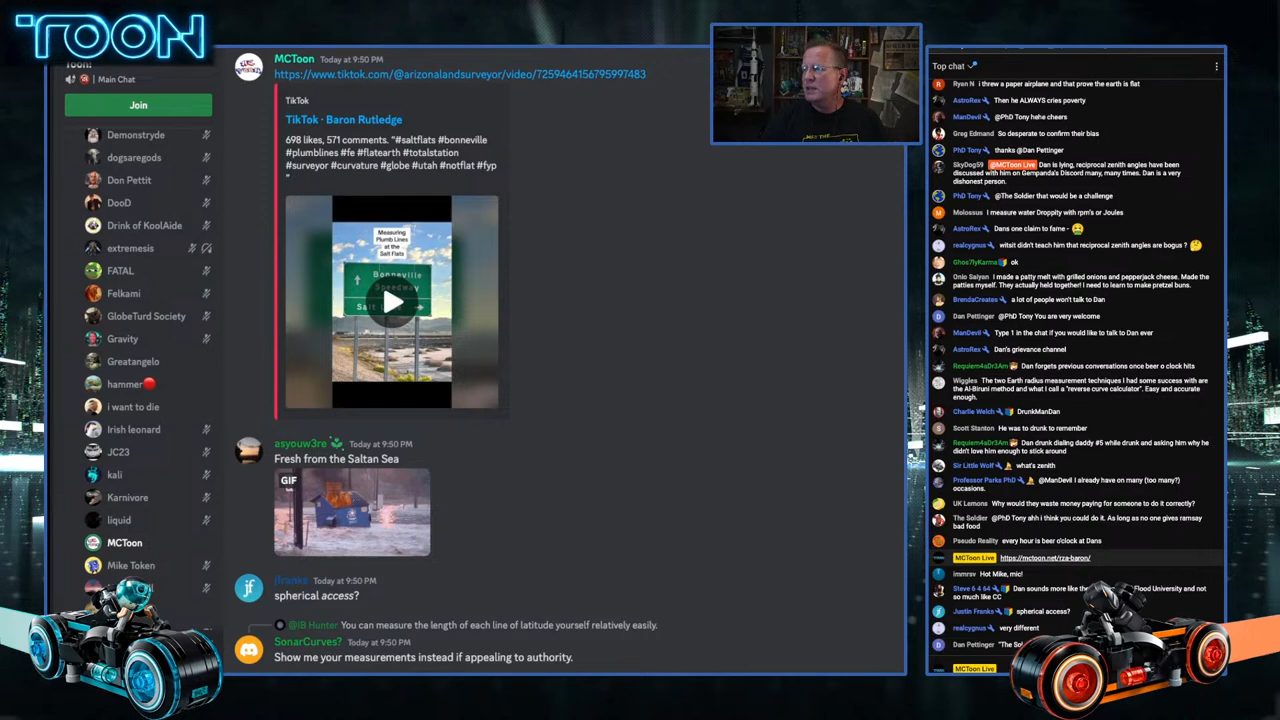 TOON
Toon!
Main Chat
Join
Demonstryde
dogsaregods
Don Pettit
DooD
Drink of KoolAide
extremesis
FATAL
Felkami
GlobeTurd Society
Gravity
Greatangelo
hammer
i want to die
Irish leonard
JC23
kali
Karnivore
liquid
MCToon
Mike Token
MCToon Today at 9:50 PM
https://www.tiktok.com/@arizonalandsurveyor/video/7259464156795997483
TikTok
TikTok · Baron Rutledge
698 likes, 571 comments. "#saltflats #bonneville
#plumblines #fe #flatearth #totalstation
#surveyor #curvature #globe #utah #notflat #fyp
"
Measuring
Plumb Lines
at the
Salt Flats
Bonneville
Speedway
Salt
asyouw3re Today at 9:50 PM
Fresh from the Saltan Sea
GIF
jfranks Today at 9:50 PM
spherical access?
@IB Hunter You can measure the length of each line of latitude yourself relatively easily.
SonarCurves? Today at 9:50 PM
Show me your measurements instead if appealing to authority.
Top chat
Ryan N i threw a paper airplane and that prove the earth is flat
AstroRex Then he ALWAYS cries poverty
ManDevil @PhD Tony hehe cheers
Greg Edmand So desperate to confirm their bias
PhD Tony thanks @Dan Pettinger
SkyDog59 @MCToon Live Dan is lying, reciprocal zenith angles have been
discussed with him on Gempanda's Discord many, many times. Dan is a very
dishonest person.
PhD Tony @The Soldier that would be a challenge
Molossus I measure water Droppity with rpm's or Joules
AstroRex Dans one claim to fame -
realcygnus witsit didn't teach him that reciprocal zenith angles are bogus ?
Ghos7lyKarma ok
Onio Saiyan I made a patty melt with grilled onions and pepperjack cheese. Made the
patties myself. They actually held together! I need to learn to make pretzel buns.
BrendaCreates a lot of people won't talk to Dan
Dan Pettinger @PhD Tony You are very welcome
ManDevil Type 1 in the chat if you would like to talk to Dan ever
AstroRex Dan's grievance channel
Requiem4aDr3Am Dan forgets previous conversations once beer o clock hits
Wiggles The two Earth radius measurement techniques I had some success with are
the Al-Biruni method and what I call a "reverse curve calculator". Easy and accurate
enough.
Charlie Welch DrunkManDan
Scott Stanton He was to drunk to remember
Requiem4aDr3Am Dan drunk dialing daddy #5 while drunk and asking him why he
didn't love him enough to stick around
Sir Little Wolf what's zenith
Professor Parks PhD @ManDevil I already have on many (too many?)
occasions.
UK Lemons Why would they waste money paying for someone to do it correctly?
The Soldier @PhD Tony ahh i think you could do it. As long as no one gives ramsay
bad food
Pseudo Reality every hour is beer o'clock at Dans
MCToon Live https://mctoon.net/rza-baron/
immrsv Hot Mike, mic!
Steve 6 4 64 Dan sounds more like the Flood University and not
so much like CC
Justin Franks spherical access?
realcygnus very different
Dan Pettinger "The So
MCToon Live